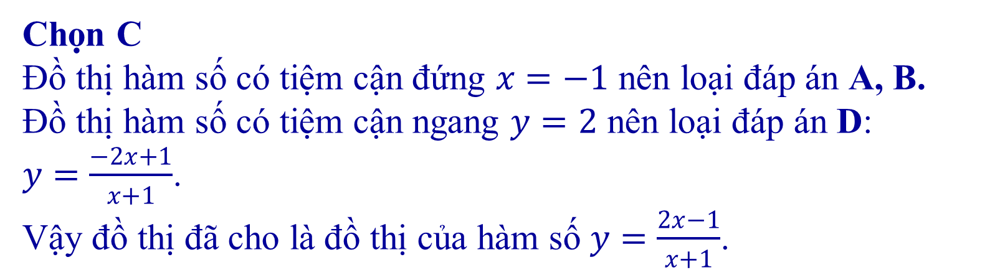 Chọn C
Đồ thị hàm số có tiệm cận đứng x = −1 nên loại đáp án A, B.
Đồ thị hàm số có tiệm cận ngang y = 2 nên loại đáp án D:
y = \frac{−2x+1}{x+1}.
Vậy đồ thị đã cho là đồ thị của hàm số y = \frac{2x−1}{x+1}.